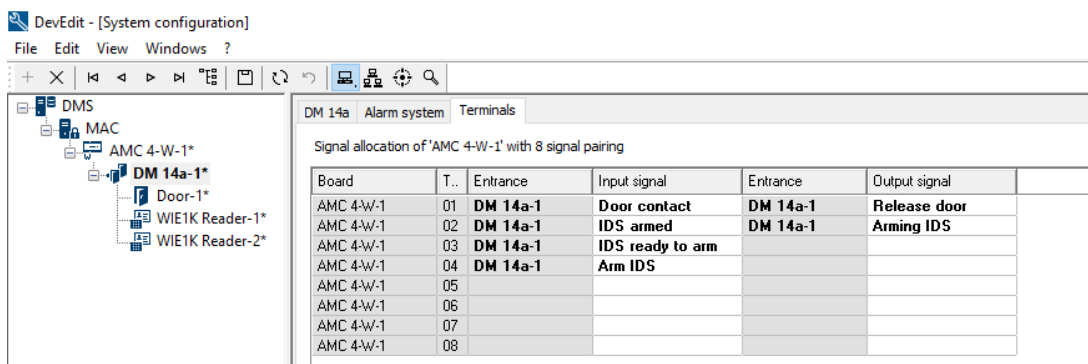 DevEdit - [System configuration]
File Edit View Windows ?
DMS
MAC
AMC 4-W-1*
DM 14a-1*
Door-1*
WIE1K Reader-1*
WIE1K Reader-2*
DM 14a Alarm system Terminals
Signal allocation of 'AMC 4-W-1' with 8 signal pairing
Board T.. Entrance Input signal Entrance Output signal
AMC 4-W-1 01 DM 14a-1 Door contact DM 14a-1 Release door
AMC 4-W-1 02 DM 14a-1 IDS armed DM 14a-1 Arming IDS
AMC 4-W-1 03 DM 14a-1 IDS ready to arm
AMC 4-W-1 04 DM 14a-1 Arm IDS
AMC 4-W-1 05
AMC 4-W-1 06
AMC 4-W-1 07
AMC 4-W-1 08